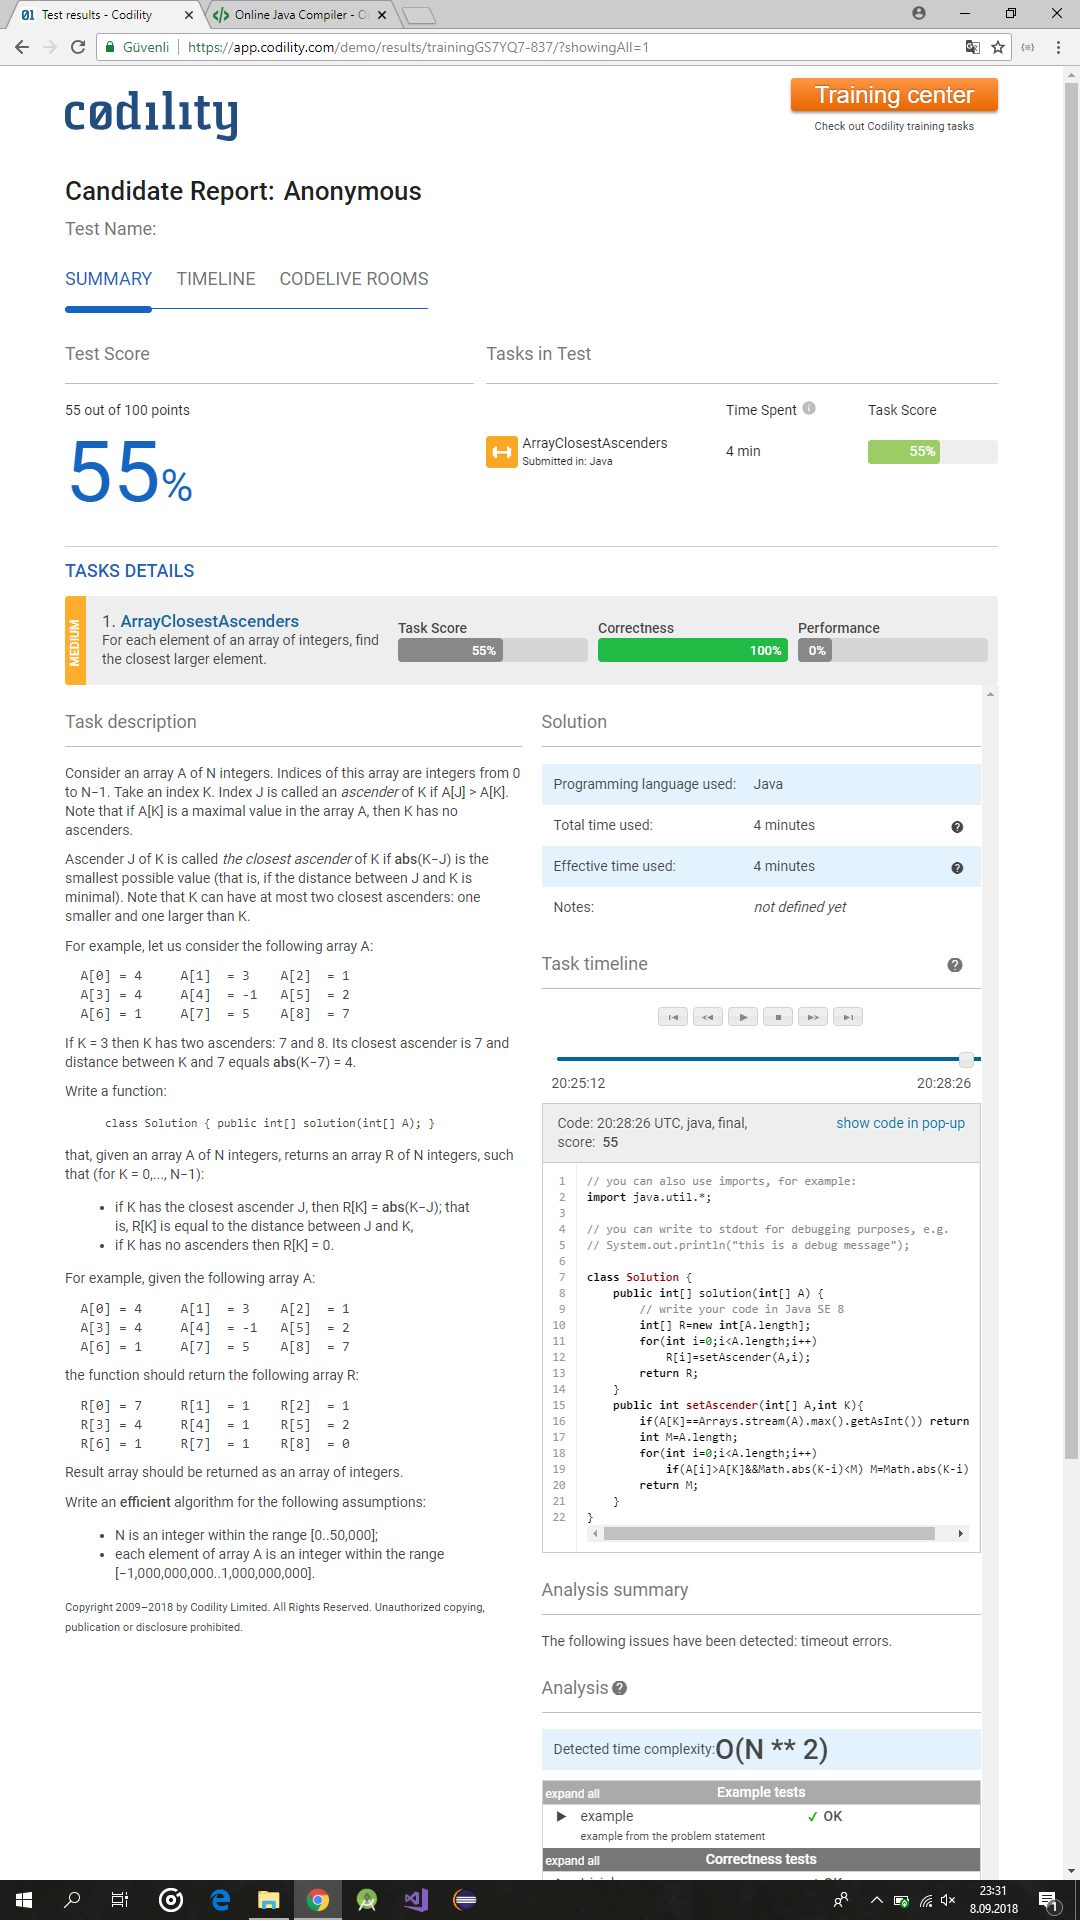 Test results - Codility
Online Java Compiler - O
Güvenli
https://app.codility.com/demo/results/trainingGS7YQ7-837/?showingAll=1
codility
Training center
Check out Codility training tasks
Candidate Report: Anonymous
Test Name:
SUMMARY TIMELINE CODELIVE ROOMS
Test Score
55 out of 100 points
55%
Tasks in Test
Time Spent
Task Score
ArrayClosestAscenders
Submitted in: Java
4 min
55%
TASKS DETAILS
MEDIUM
1. ArrayClosestAscenders
For each element of an array of integers, find
the closest larger element.
Task Score
55%
Correctness
100%
Performance
0%
Task description
Consider an array A of N integers. Indices of this array are integers from 0
to N−1. Take an index K. Index J is called an ascender of K if A[J] > A[K].
Note that if A[K] is a maximal value in the array A, then K has no
ascenders.
Ascender J of K is called the closest ascender of K if abs(K−J) is the
smallest possible value (that is, if the distance between J and K is
minimal). Note that K can have at most two closest ascenders: one
smaller and one larger than K.
For example, let us consider the following array A:
A[0] = 4 A[1] = 3 A[2] = 1
A[3] = 4 A[4] = -1 A[5] = 2
A[6] = 1 A[7] = 5 A[8] = 7
If K = 3 then K has two ascenders: 7 and 8. Its closest ascender is 7 and
distance between K and 7 equals abs(K−7) = 4.
Write a function:
class Solution { public int[] solution(int[] A); }
that, given an array A of N integers, returns an array R of N integers, such
that (for K = 0,..., N−1):
• if K has the closest ascender J, then R[K] = abs(K−J); that
is, R[K] is equal to the distance between J and K,
• if K has no ascenders then R[K] = 0.
For example, given the following array A:
A[0] = 4 A[1] = 3 A[2] = 1
A[3] = 4 A[4] = -1 A[5] = 2
A[6] = 1 A[7] = 5 A[8] = 7
the function should return the following array R:
R[0] = 7 R[1] = 1 R[2] = 1
R[3] = 4 R[4] = 1 R[5] = 2
R[6] = 1 R[7] = 1 R[8] = 0
Result array should be returned as an array of integers.
Write an efficient algorithm for the following assumptions:
• N is an integer within the range [0..50,000];
• each element of array A is an integer within the range
[−1,000,000,000..1,000,000,000].
Copyright 2009–2018 by Codility Limited. All Rights Reserved. Unauthorized copying,
publication or disclosure prohibited.
Solution
Programming language used: Java
Total time used: 4 minutes
Effective time used: 4 minutes
Notes: not defined yet
Task timeline
20:25:12
20:28:26
Code: 20:28:26 UTC, java, final,
score: 55
show code in pop-up
1 // you can also use imports, for example:
2 import java.util.*;
3
4 // you can write to stdout for debugging purposes, e.g.
5 // System.out.println("this is a debug message");
6
7 class Solution {
8 public int[] solution(int[] A) {
9 // write your code in Java SE 8
10 int[] R=new int[A.length];
11 for(int i=0;i<A.length;i++)
12 R[i]=setAscender(A,i);
13 return R;
14 }
15 public int setAscender(int[] A,int K){
16 if(A[K]==Arrays.stream(A).max().getAsInt()) return
17 int M=A.length;
18 for(int i=0;i<A.length;i++)
19 if(A[i]>A[K]&&Math.abs(K-i)<M) M=Math.abs(K-i)
20 return M;
21 }
22 }
Analysis summary
The following issues have been detected: timeout errors.
Analysis
Detected time complexity: O(N ** 2)
expand all Example tests
example ✓ OK
example from the problem statement
expand all Correctness tests
23:31
8.09.2018
1